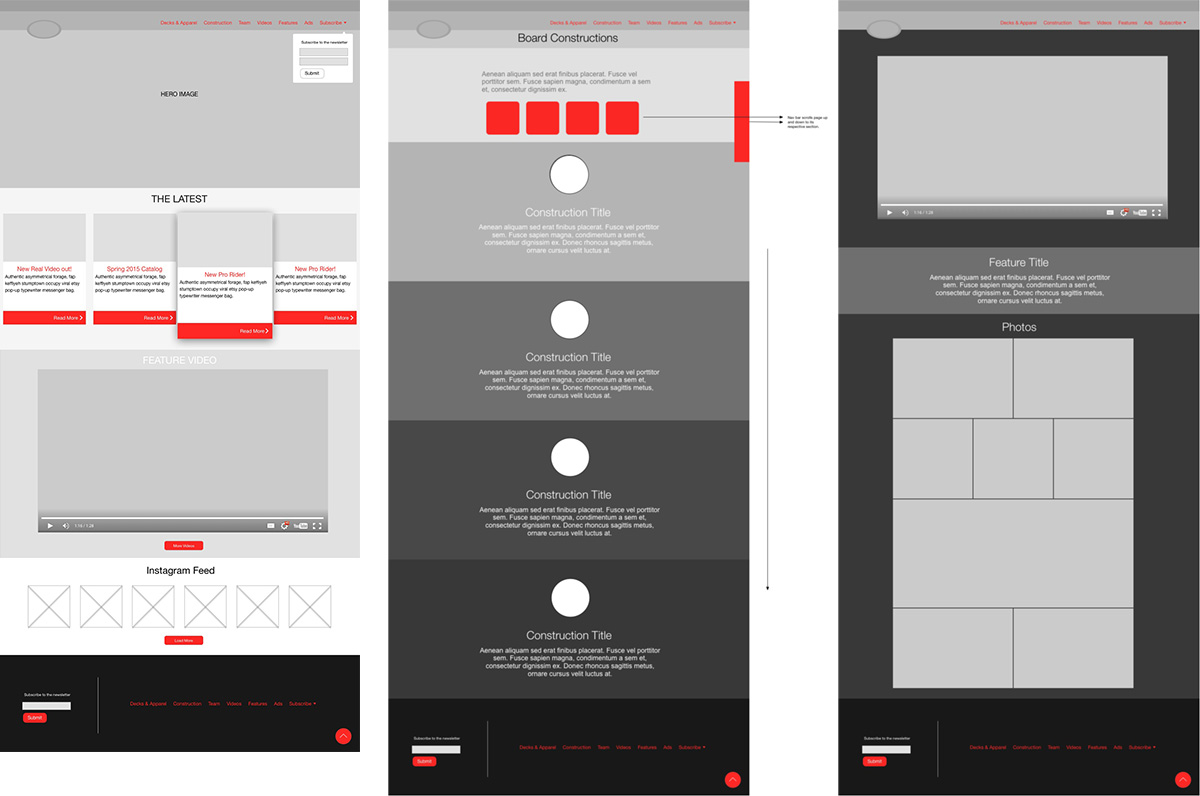 Decks & Apparel Construction Team Videos Features Ads Subscribe
Subscribe to the newsletter
Submit
HERO IMAGE
THE LATEST
New Real Video out!
Authentic asymmetrical forage, fap
keffiyeh stumptown occupy viral etsy
pop-up typewriter messenger bag.
Read More
Spring 2015 Catalog
Authentic asymmetrical forage, fap
keffiyeh stumptown occupy viral etsy
pop-up typewriter messenger bag.
Read More
New Pro Rider!
Authentic asymmetrical forage, fap
keffiyeh stumptown occupy viral etsy pop-up
typewriter messenger bag.
Read More
New Pro Rider!
Authentic asymmetrical forage, fap
keffiyeh stumptown occupy viral etsy
pop-up typewriter messenger bag.
Read More
FEATURE VIDEO
1:16 / 1:28
YouTube
More Videos
Instagram Feed
Load More
Subscribe to the newsletter
Submit
Decks & Apparel Construction Team Videos Features Ads Subscribe
Decks & Apparel Construction Team Videos Features Ads Subscribe
Board Constructions
Aenean aliquam sed erat finibus placerat. Fusce vel
porttitor sem. Fusce sapien magna, condimentum a sem
et, consectetur dignissim ex.
Nav bar scrolls page up
and down to its
respective section
Construction Title
Aenean aliquam sed erat finibus placerat. Fusce vel porttitor
sem. Fusce sapien magna, condimentum a sem et,
consectetur dignissim ex. Donec rhoncus sagittis metus,
ornare cursus velit luctus at.
Construction Title
Aenean aliquam sed erat finibus placerat. Fusce vel porttitor
sem. Fusce sapien magna, condimentum a sem et,
consectetur dignissim ex. Donec rhoncus sagittis metus,
ornare cursus velit luctus at.
Construction Title
Aenean aliquam sed erat finibus placerat. Fusce vel porttitor
sem. Fusce sapien magna, condimentum a sem et,
consectetur dignissim ex. Donec rhoncus sagittis metus,
ornare cursus velit luctus at.
Construction Title
Aenean aliquam sed erat finibus placerat. Fusce vel porttitor
sem. Fusce sapien magna, condimentum a sem et,
consectetur dignissim ex. Donec rhoncus sagittis metus,
ornare cursus velit luctus at.
Subscribe to the newsletter
Submit
Decks & Apparel Construction Team Videos Features Ads Subscribe
Decks & Apparel Construction Team Videos Features Ads Subscribe
1:16 / 1:28
YouTube
Feature Title
Aenean aliquam sed erat finibus placerat. Fusce vel porttitor
sem. Fusce sapien magna, condimentum a sem et,
consectetur dignissim ex. Donec rhoncus sagittis metus,
ornare cursus velit luctus at.
Photos
Subscribe to the newsletter
Submit
Decks & Apparel Construction Team Videos Features Ads Subscribe